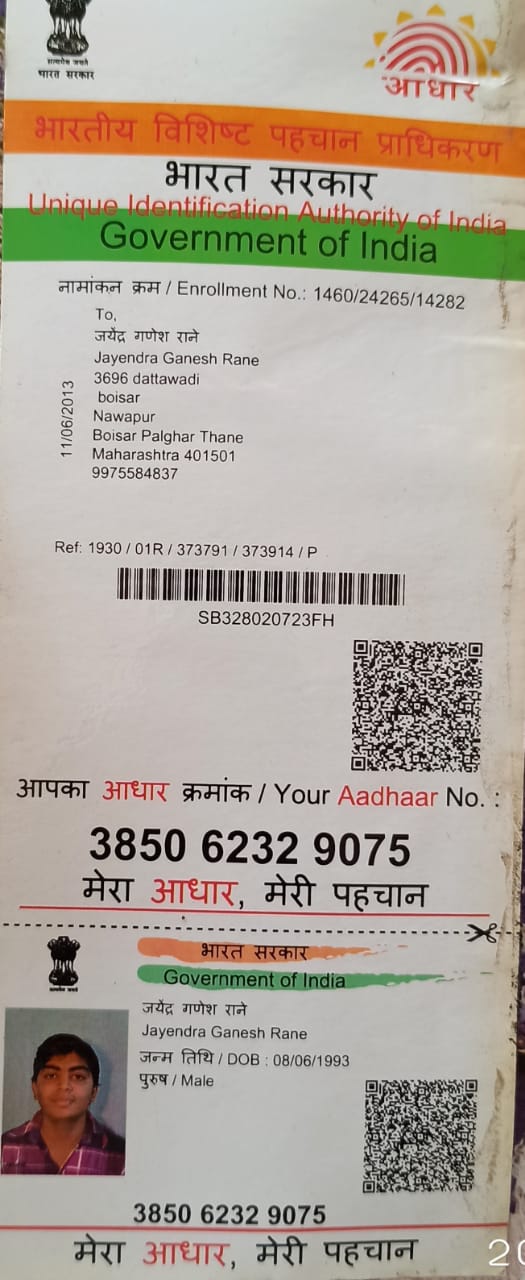 सत्यमेव जयते
भारत सरकार
आधार
भारतीय विशिष्ट पहचान प्राधिकरण
भारत सरकार
Unique Identification Authority of India
Government of India
नामांकन क्रम / Enrollment No.: 1460/24265/14282
To,
जयेंद्र गणेश राने
Jayendra Ganesh Rane
3696 dattawadi
boisar
Nawapur
Boisar Palghar Thane
Maharashtra 401501
9975584837
11/06/2013
Ref: 1930 / 01R / 373791 / 373914 / P
SB328020723FH
आपका आधार क्रमांक / Your Aadhaar No. :
3850 6232 9075
मेरा आधार, मेरी पहचान
भारत सरकार
Government of India
जयेंद्र गणेश राने
Jayendra Ganesh Rane
जन्म तिथि / DOB : 08/06/1993
पुरुष / Male
3850 6232 9075
मेरा आधार, मेरी पहचान